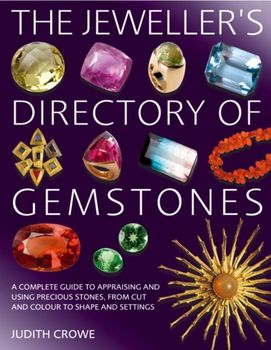 THE JEWELLER'S
DIRECTORY OF
GEMSTONES
A COMPLETE GUIDE TO APPRAISING AND
USING PRECIOUS STONES, FROM CUT
AND COLOUR TO SHAPE AND SETTINGS
JUDITH CROWE